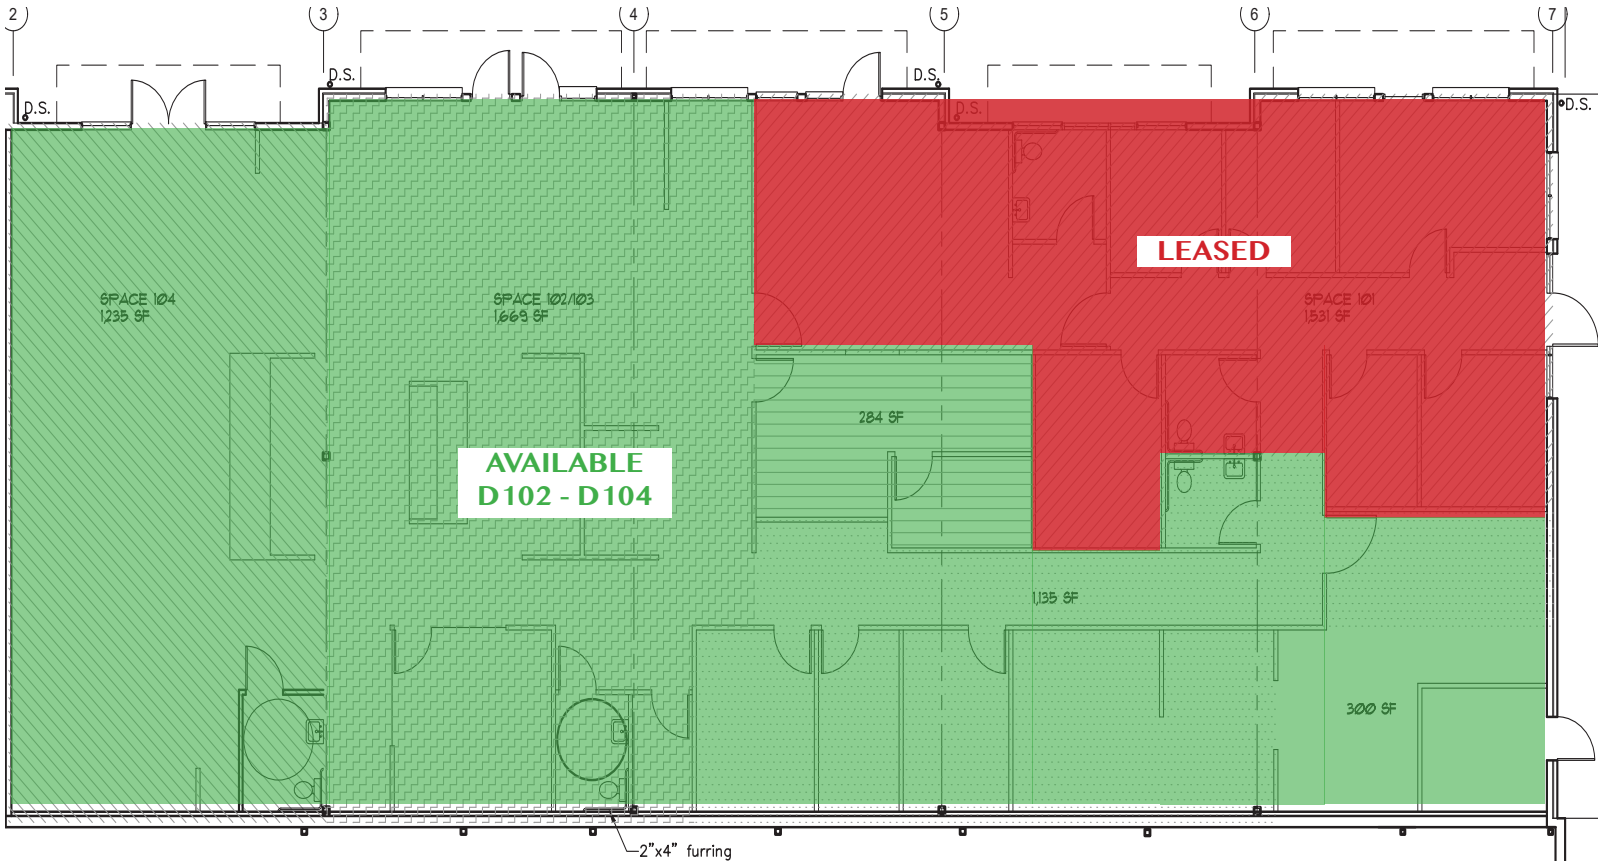 2
3
4
5
6
7
D.S.
D.S.
D.S.
D.S.
D.S.
LEASED
SPACE 104
1,235 SF
SPACE 102/103
1,669 SF
SPACE 101
1,531 SF
284 SF
AVAILABLE
D102 - D104
1,135 SF
300 SF
2"x4" furring